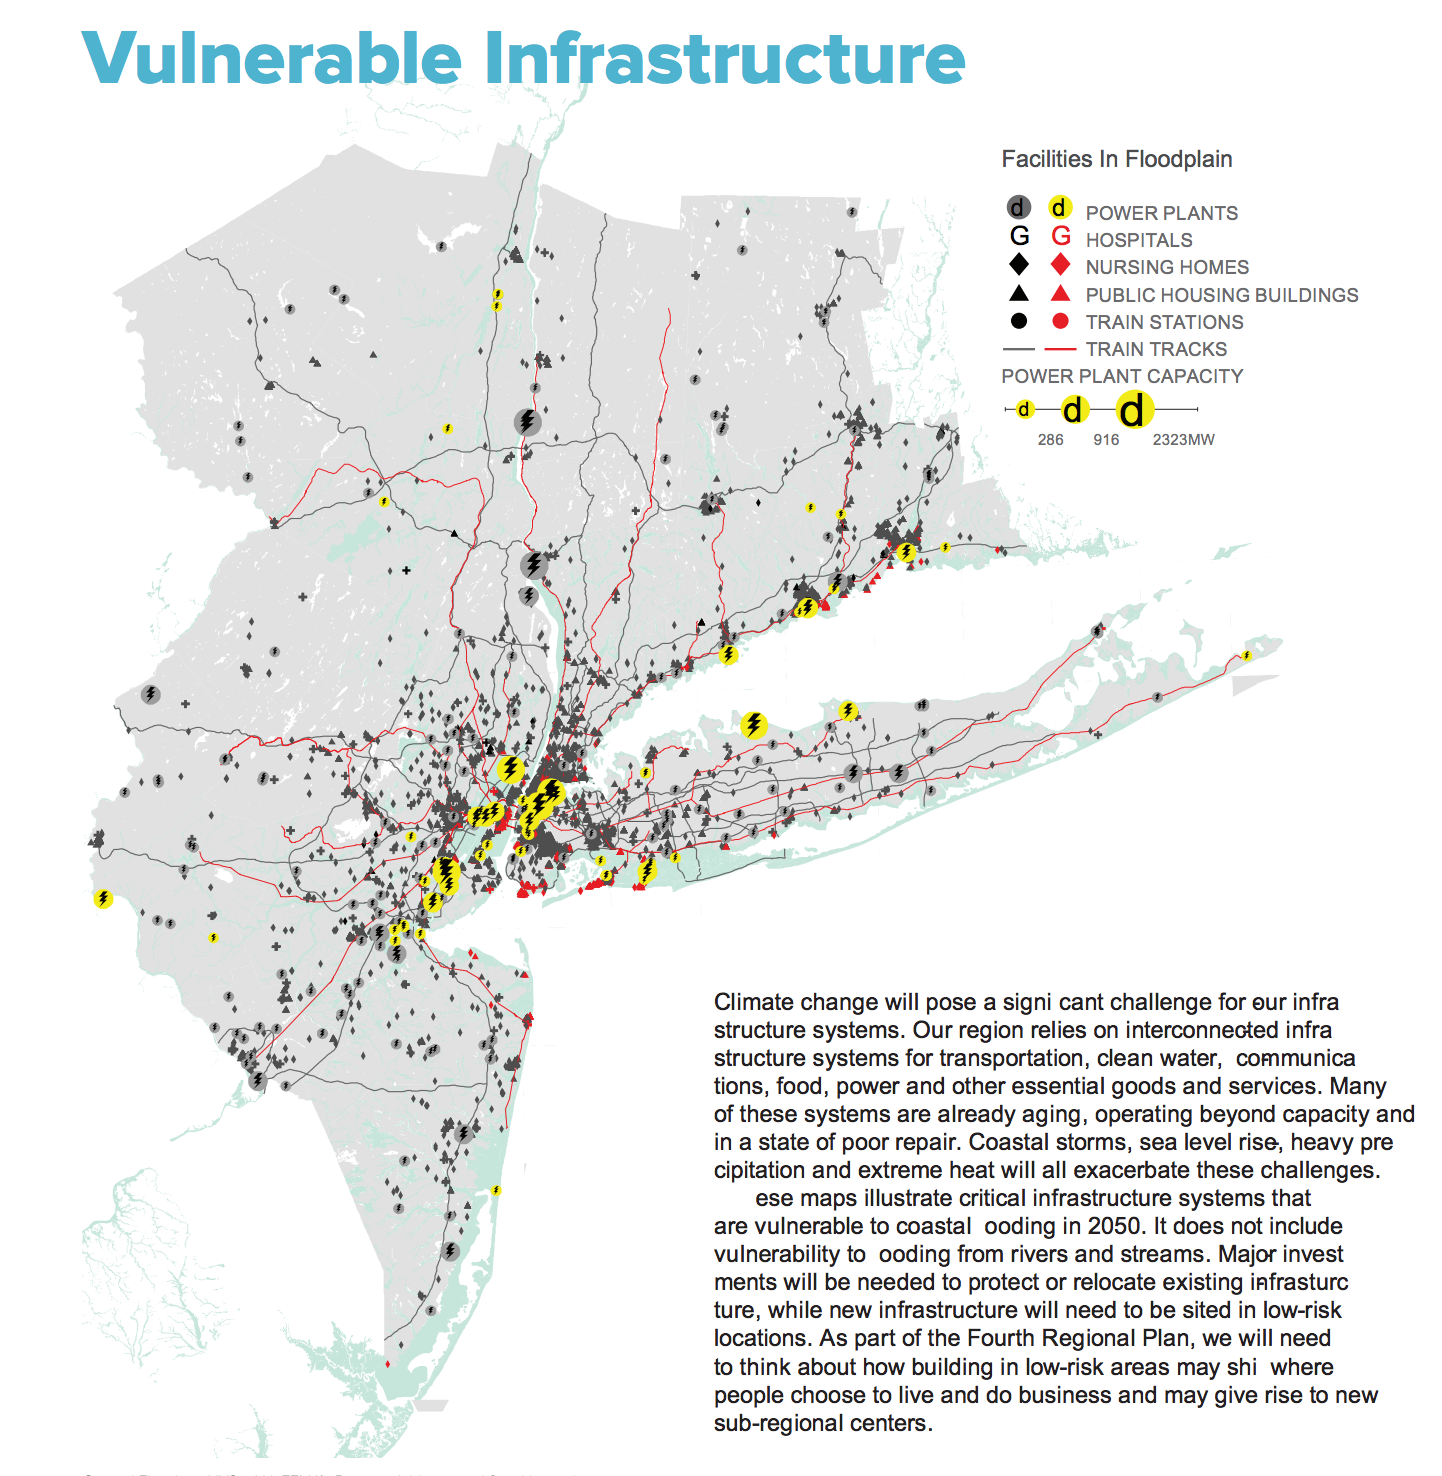 Vulnerable Infrastructure
Facilities In Floodplain
d d POWER PLANTS
G G HOSPITALS
NURSING HOMES
PUBLIC HOUSING BUILDINGS
TRAIN STATIONS
TRAIN TRACKS
POWER PLANT CAPACITY
d d d
286 916 2323MW
Climate change will pose a signi cant challenge for our infra
structure systems. Our region relies on interconnected infra
structure systems for transportation, clean water, communica
tions, food, power and other essential goods and services. Many
of these systems are already aging, operating beyond capacity and
in a state of poor repair. Coastal storms, sea level rise, heavy pre
cipitation and extreme heat will all exacerbate these challenges.
ese maps illustrate critical infrastructure systems that
are vulnerable to coastal ooding in 2050. It does not include
vulnerability to ooding from rivers and streams. Major invest
ments will be needed to protect or relocate existing infrasturc
ture, while new infrastructure will need to be sited in low-risk
locations. As part of the Fourth Regional Plan, we will need
to think about how building in low-risk areas may shi where
people choose to live and do business and may give rise to new
sub-regional centers.